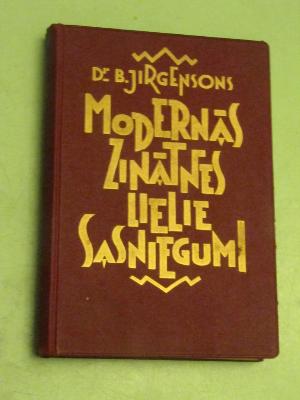 Dr B. JIRGENSONS
MODERNĀS
ZINĀTNES
LIELIE
SASNIEGUMI